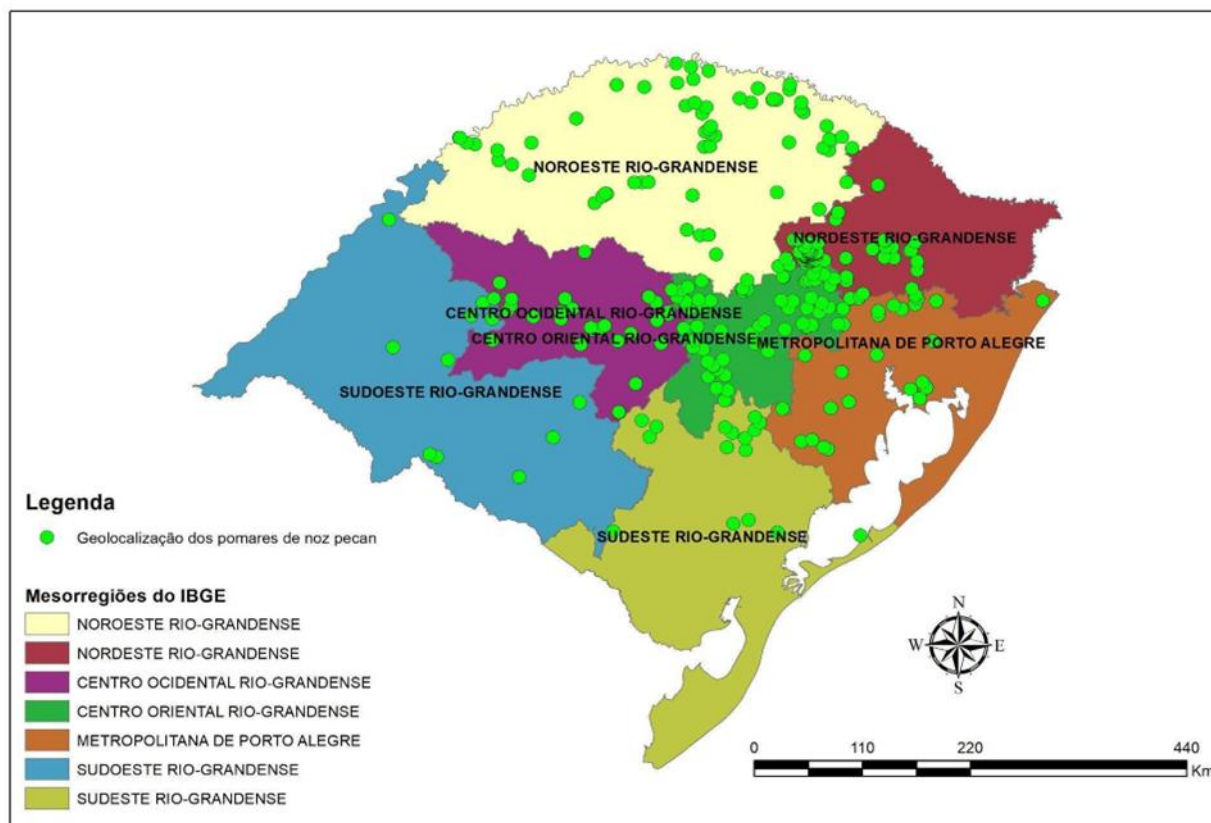 NOROESTE RIO-GRANDENSE
NORDESTE RIO-GRANDENSE
CENTRO OCIDENTAL RIO-GRANDENSE
CENTRO ORIENTAL RIO-GRANDENSE
METROPOLITANA DE PORTO ALEGRE
SUDOESTE RIO-GRANDENSE
SUDESTE RIO-GRANDENSE
Legenda
Geolocalização dos pomares de noz pecan
Mesorregiões do IBGE
NOROESTE RIO-GRANDENSE
NORDESTE RIO-GRANDENSE
CENTRO OCIDENTAL RIO-GRANDENSE
CENTRO ORIENTAL RIO-GRANDENSE
METROPOLITANA DE PORTO ALEGRE
SUDOESTE RIO-GRANDENSE
SUDESTE RIO-GRANDENSE
N
W E
S
0 110 220 440
Km